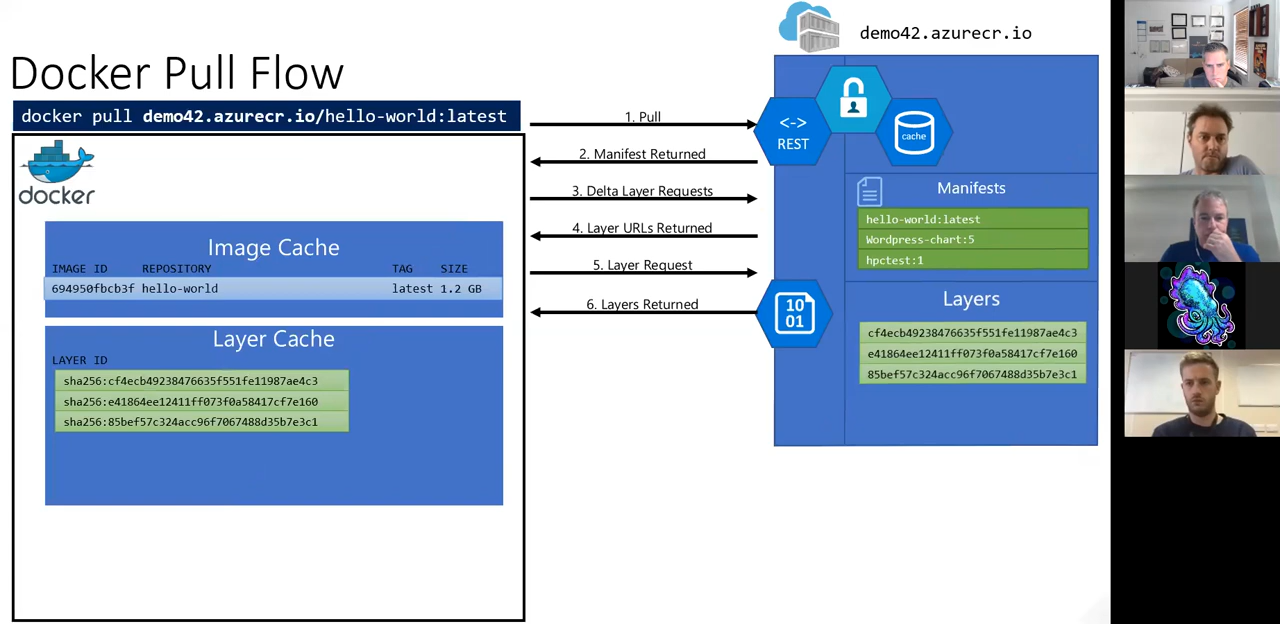 demo42.azurecr.io
Docker Pull Flow
docker pull demo42.azurecr.io/hello-world:latest
docker
Image Cache
IMAGE ID REPOSITORY TAG SIZE
694950fbcb3f hello-world latest 1.2 GB
Layer Cache
LAYER ID
sha256:cf4ecb49238476635f551fe11987ae4c3
sha256:e41864ee12411ff073f0a58417cf7e160
sha256:85bef57c324acc96f7067488d35b7e3c1
1. Pull
2. Manifest Returned
3. Delta Layer Requests
4. Layer URLs Returned
5. Layer Request
6. Layers Returned
<->
REST
cache
Manifests
hello-world:latest
Wordpress-chart:5
hpctest:1
10
01
Layers
cf4ecb49238476635f551fe11987ae4c3
e41864ee12411ff073f0a58417cf7e160
85bef57c324acc96f7067488d35b7e3c1